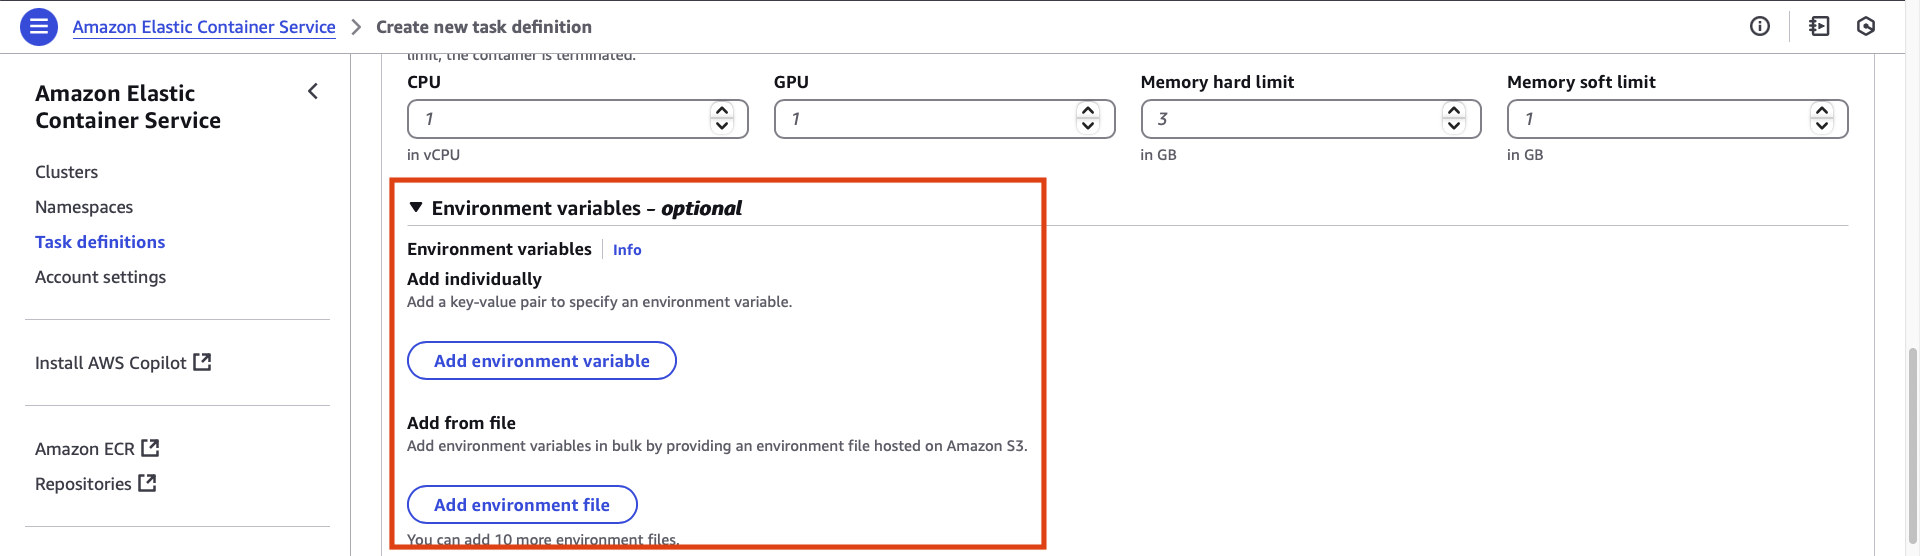 Amazon Elastic Container Service > Create new task definition
Amazon Elastic
Container Service
Clusters
Namespaces
Task definitions
Account settings
Install AWS Copilot
Amazon ECR
Repositories
limit, the container is terminated.
CPU GPU Memory hard limit Memory soft limit
1 1 3 1
in vCPU in GB in GB
Environment variables – optional
Environment variables Info
Add individually
Add a key-value pair to specify an environment variable.
Add environment variable
Add from file
Add environment variables in bulk by providing an environment file hosted on Amazon S3.
Add environment file
You can add 10 more environment files.